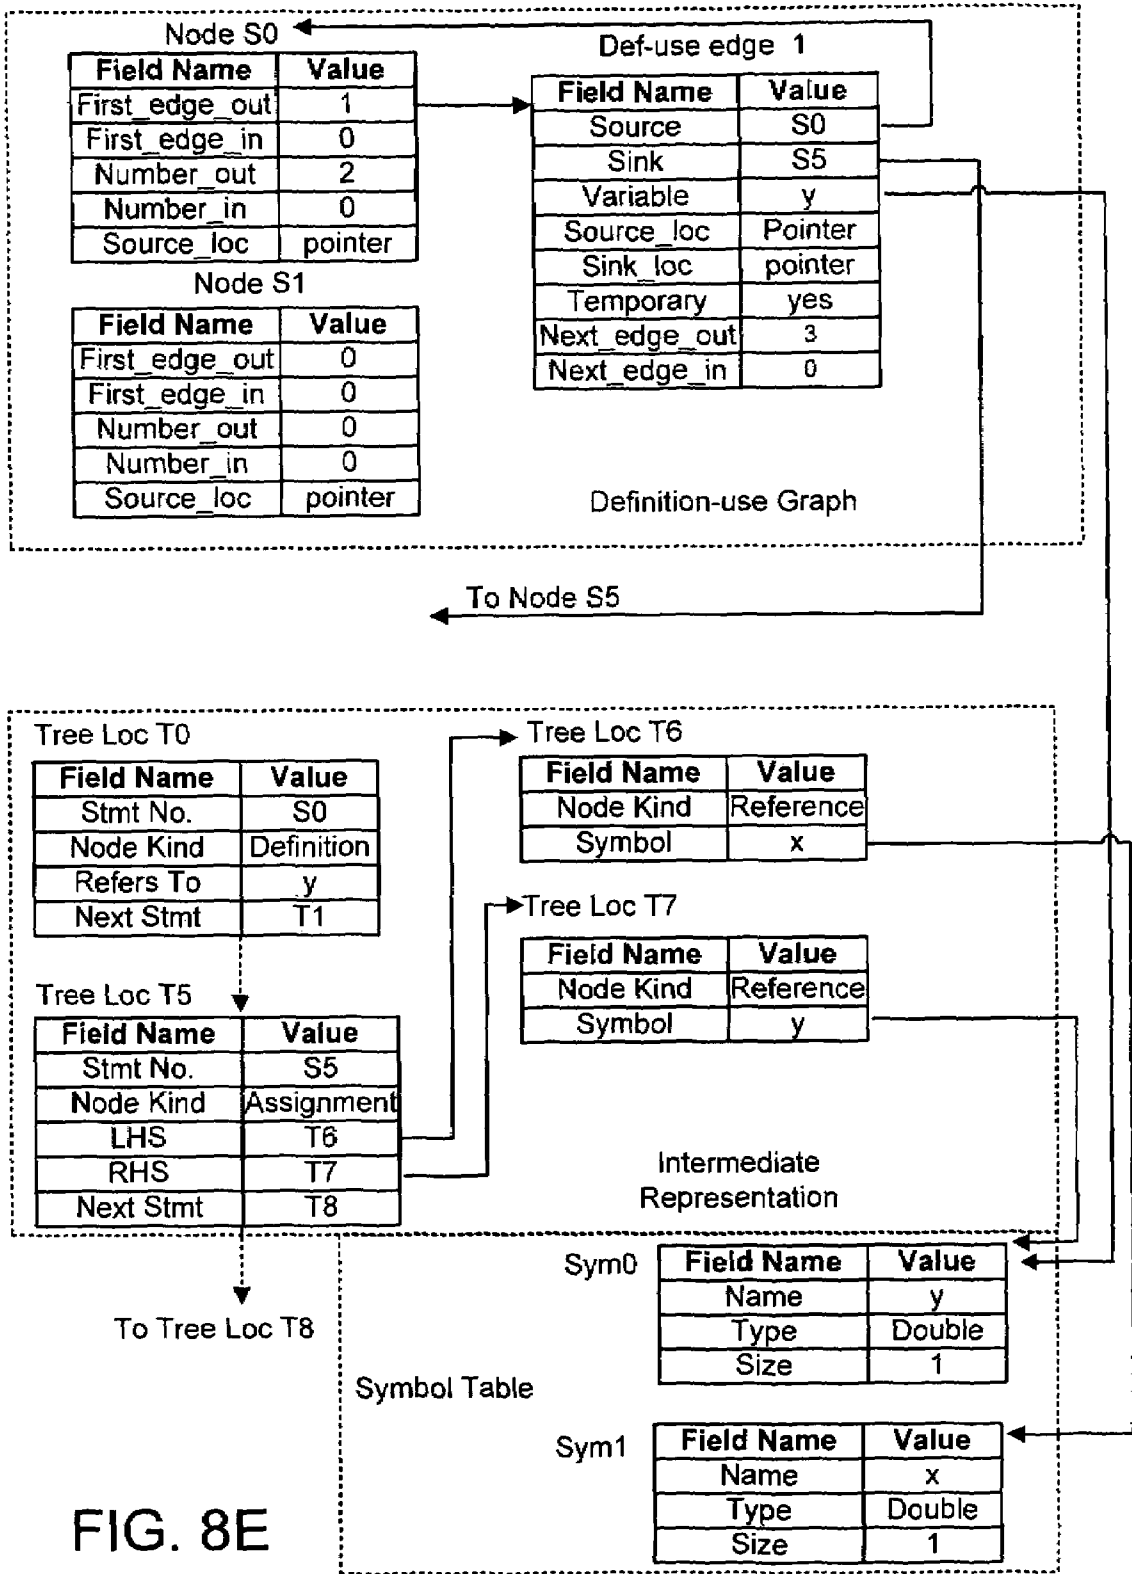 Node S0
Field Name Value
First_edge_out 1
First_edge_in 0
Number_out 2
Number_in 0
Source_loc pointer
Node S1
Field Name Value
First_edge_out 0
First_edge_in 0
Number_out 0
Number_in 0
Source_loc pointer
Def-use edge 1
Field Name Value
Source S0
Sink S5
Variable y
Source_loc Pointer
Sink_loc pointer
Temporary yes
Next_edge_out 3
Next_edge_in 0
Definition-use Graph
To Node S5
Tree Loc T0
Field Name Value
Stmt No. S0
Node Kind Definition
Refers To y
Next Stmt T1
Tree Loc T5
Field Name Value
Stmt No. S5
Node Kind Assignment
LHS T6
RHS T7
Next Stmt T8
Tree Loc T6
Field Name Value
Node Kind Reference
Symbol x
Tree Loc T7
Field Name Value
Node Kind Reference
Symbol y
Intermediate
Representation
To Tree Loc T8
Symbol Table
Sym0
Field Name Value
Name y
Type Double
Size 1
Sym1
Field Name Value
Name x
Type Double
Size 1
FIG. 8E